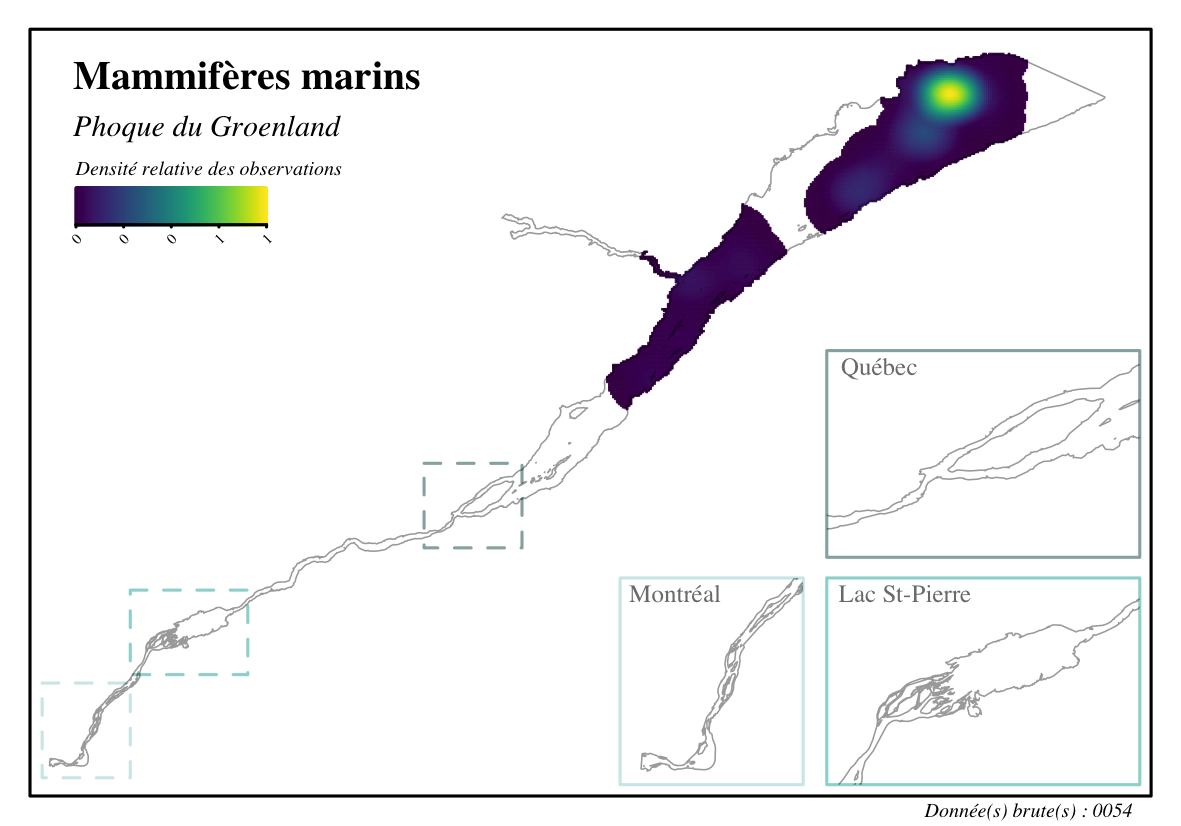 Mammifères marins
Phoque du Groenland
Densité relative des observations
0 0 0 1 1
Québec
Montréal
Lac St-Pierre
Donnée(s) brute(s) : 0054